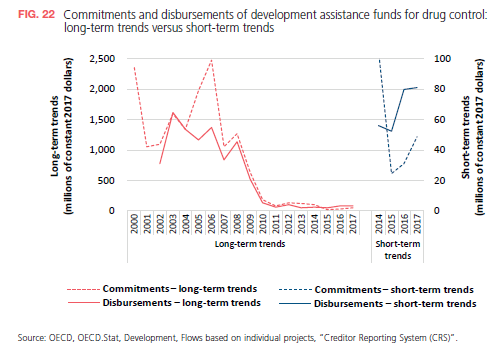 FIG. 22 Commitments and disbursements of development assistance funds for drug control:
long-term trends versus short-term trends
Long-term trends
(millions of constant 2017 dollars)
2,500
2,000
1,500
1,000
500
0
100
80
60
40
20
0
Short-term trends
(millions of constant 2017 dollars)
2000 2001 2002 2003 2004 2005 2006 2007 2008 2009 2010 2011 2012 2013 2014 2015 2016 2017
2014 2015 2016 2017
Long-term trends
Short-term
trends
Commitments – long-term trends
Disbursements – long-term trends
Commitments – short-term trends
Disbursements – short-term trends
Source: OECD, OECD.Stat, Development, Flows based on individual projects, "Creditor Reporting System (CRS)".